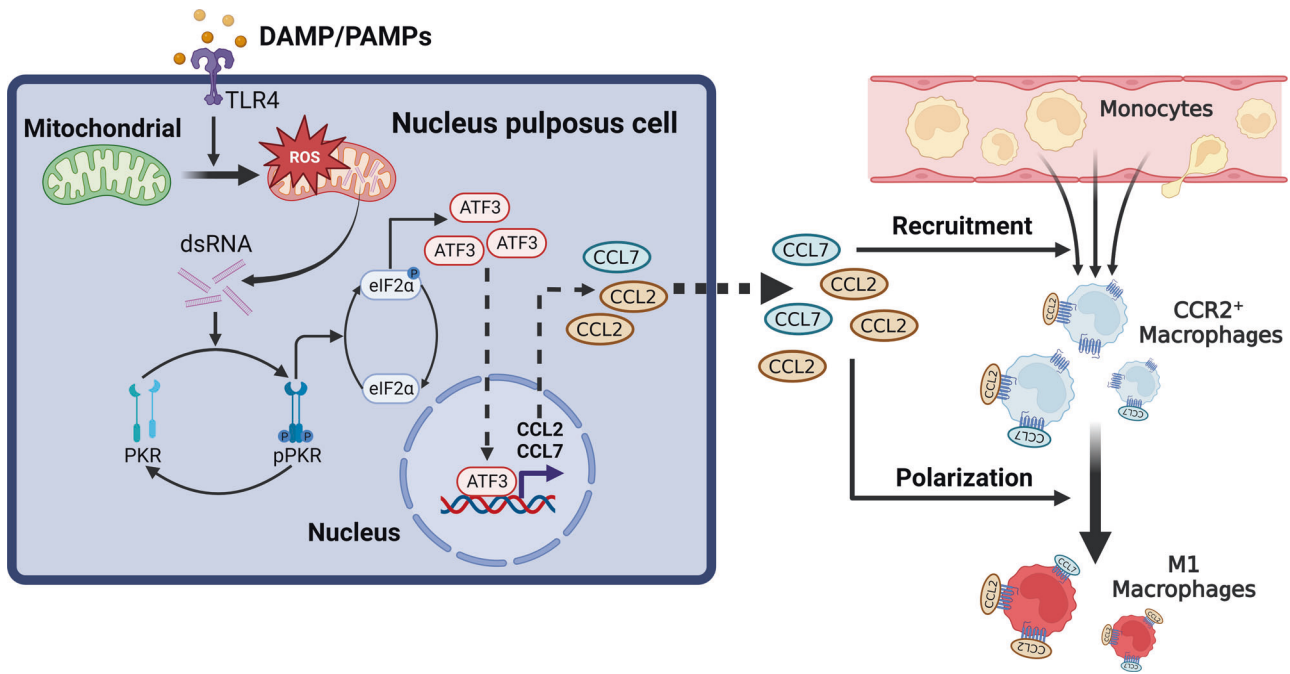 DAMP/PAMPs
TLR4
Mitochondrial
Nucleus pulposus cell
ROS
Monocytes
dsRNA
ATF3
ATF3
ATF3
eIF2α
P
CCL7
CCL2
CCL2
CCL7
CCL2
CCL7
CCL2
CCL2
Recruitment
CCL2
CCR2⁺
Macrophages
CCL2
CCL7
CCL7
eIF2α
PKR
P
P
pPKR
CCL2
CCL7
ATF3
Nucleus
Polarization
M1
Macrophages
CCL7
CCL2
CCL2
CCL2
CCL2
CCL7